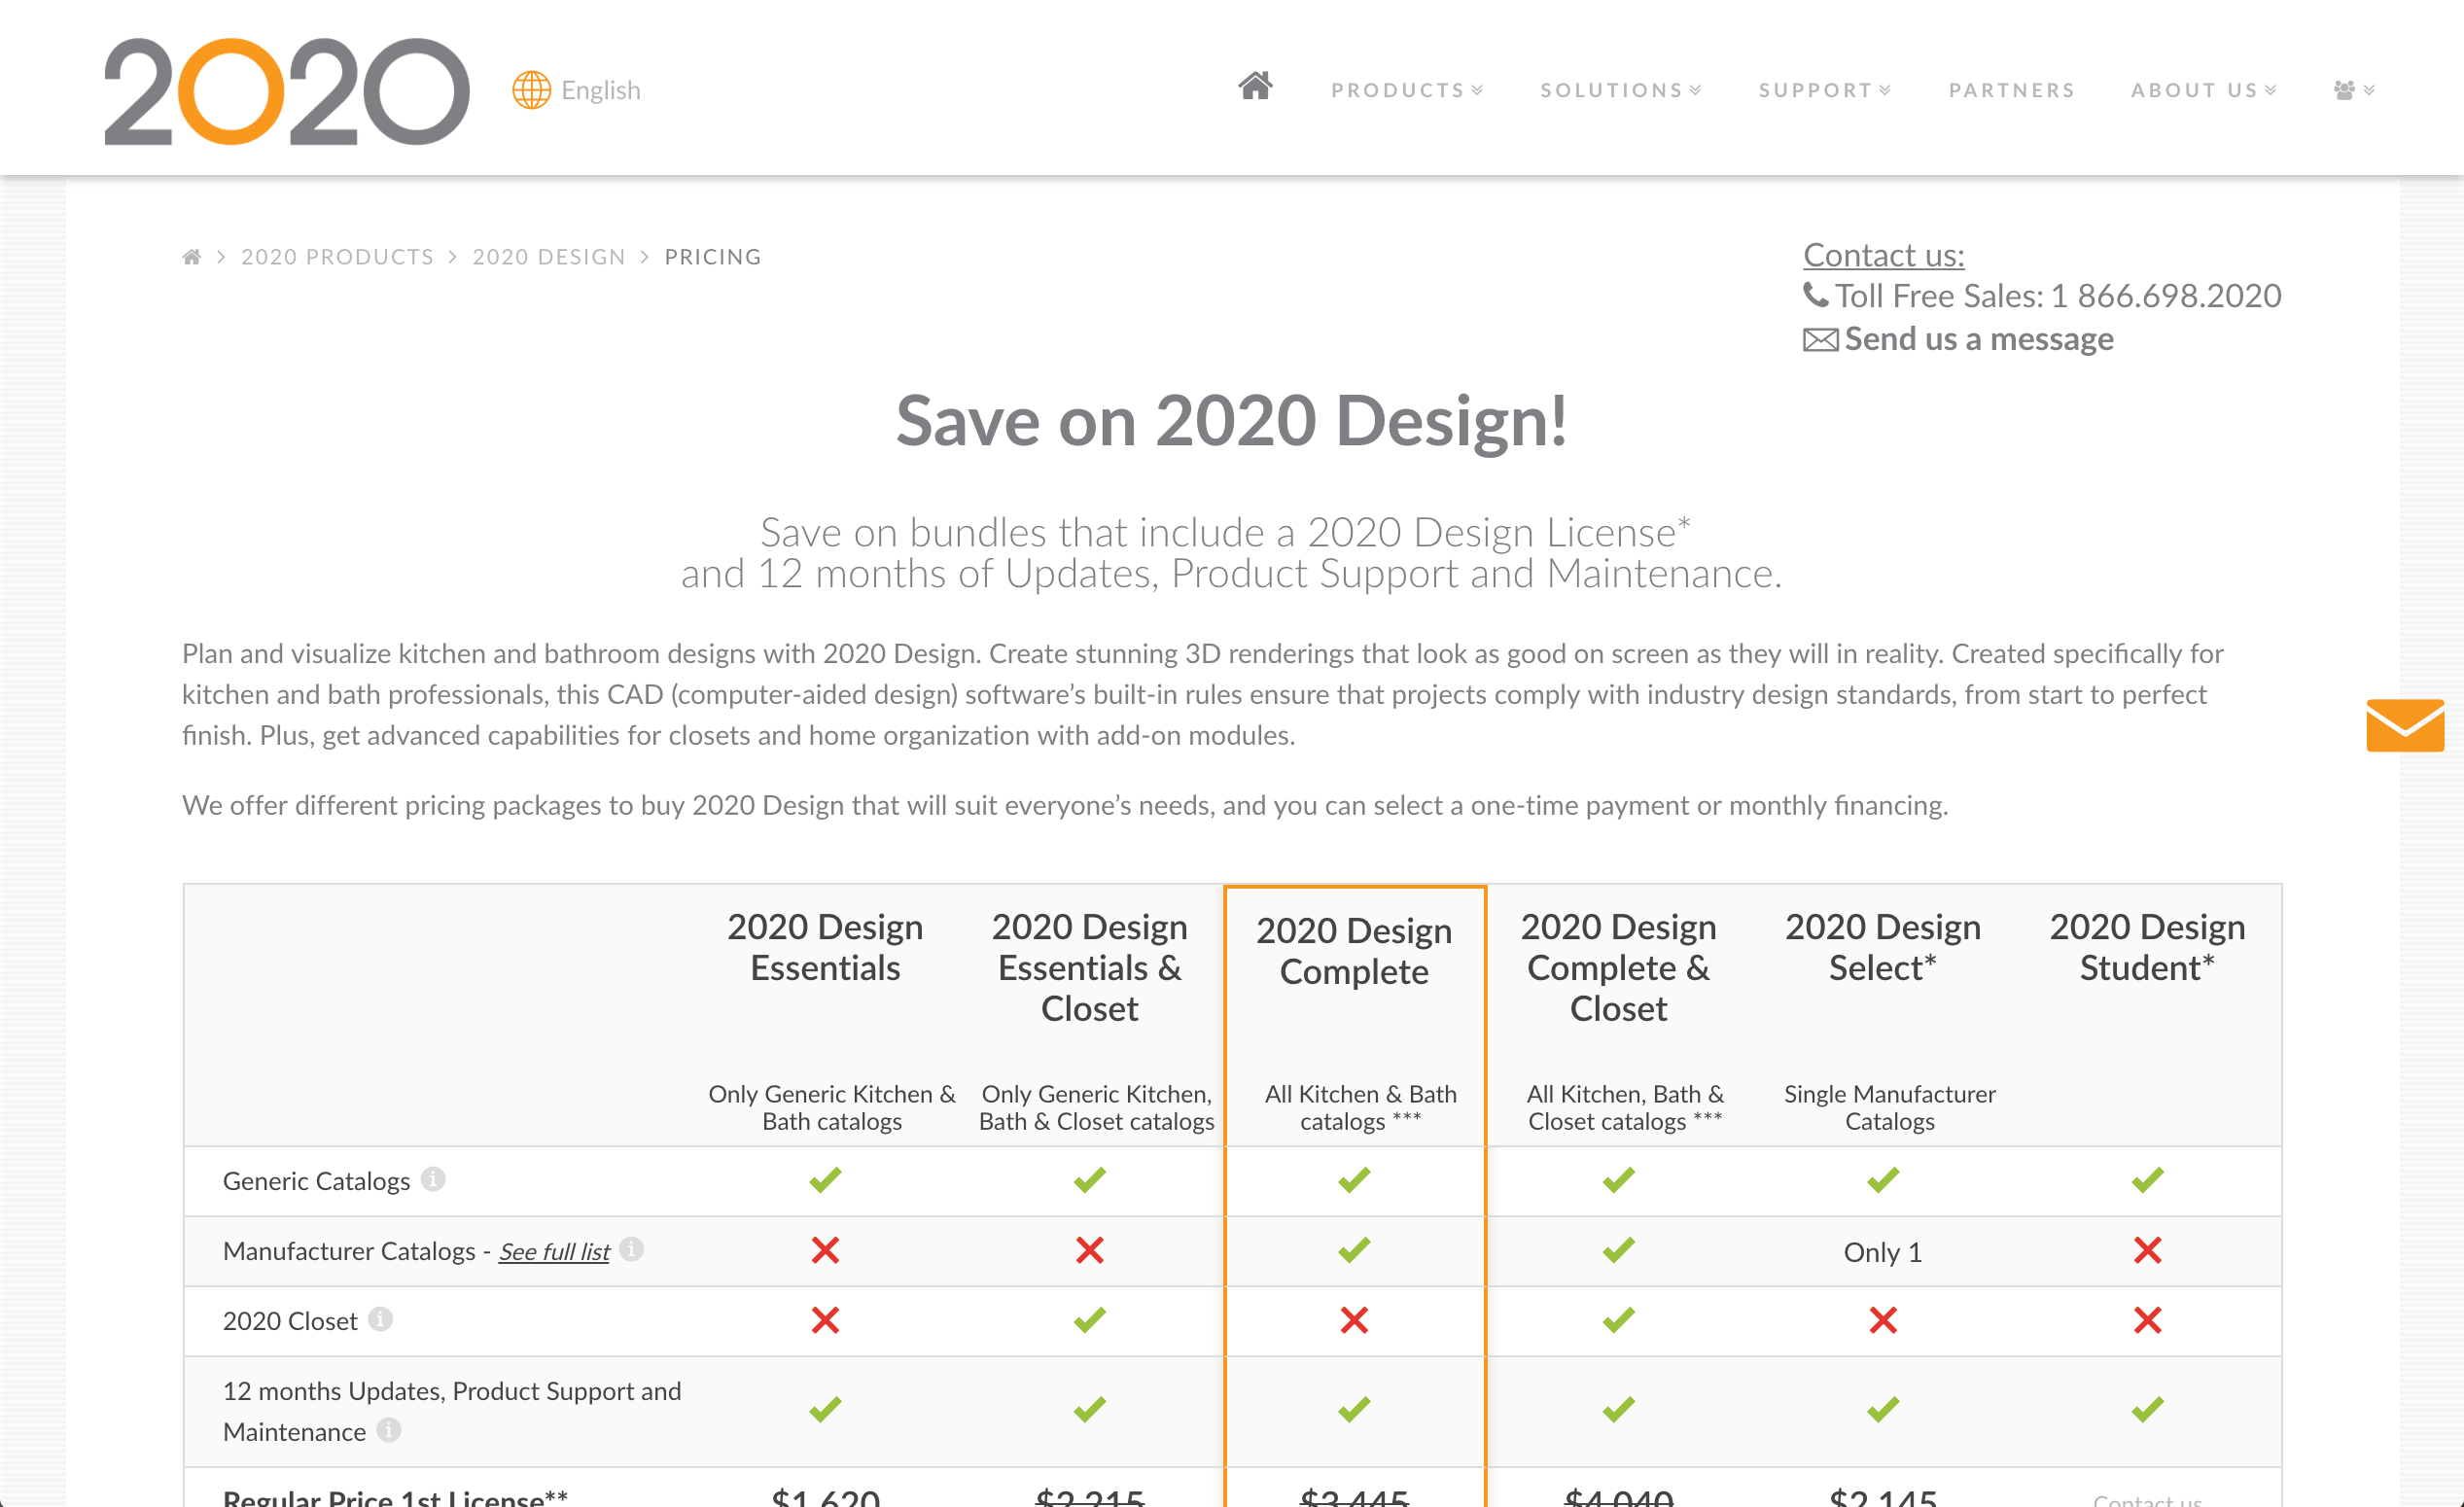 2020
English
PRODUCTS
SOLUTIONS
SUPPORT
PARTNERS
ABOUT US
2020 PRODUCTS > 2020 DESIGN > PRICING
Contact us:
Toll Free Sales: 1 866.698.2020
Send us a message
Save on 2020 Design!
Save on bundles that include a 2020 Design License*
and 12 months of Updates, Product Support and Maintenance.
Plan and visualize kitchen and bathroom designs with 2020 Design. Create stunning 3D renderings that look as good on screen as they will in reality. Created specifically for
kitchen and bath professionals, this CAD (computer-aided design) software’s built-in rules ensure that projects comply with industry design standards, from start to perfect
finish. Plus, get advanced capabilities for closets and home organization with add-on modules.
We offer different pricing packages to buy 2020 Design that will suit everyone’s needs, and you can select a one-time payment or monthly financing.
2020 Design
Essentials
Only Generic Kitchen &
Bath catalogs
2020 Design
Essentials &
Closet
Only Generic Kitchen,
Bath & Closet catalogs
2020 Design
Complete
All Kitchen & Bath
catalogs ***
2020 Design
Complete &
Closet
All Kitchen, Bath &
Closet catalogs ***
2020 Design
Select*
Single Manufacturer
Catalogs
2020 Design
Student*
Generic Catalogs
Manufacturer Catalogs - See full list
Only 1
2020 Closet
12 months Updates, Product Support and
Maintenance
Regular Price 1st License** $1,620 $2,215 $3,445 $4,040 $2,145 Contact us